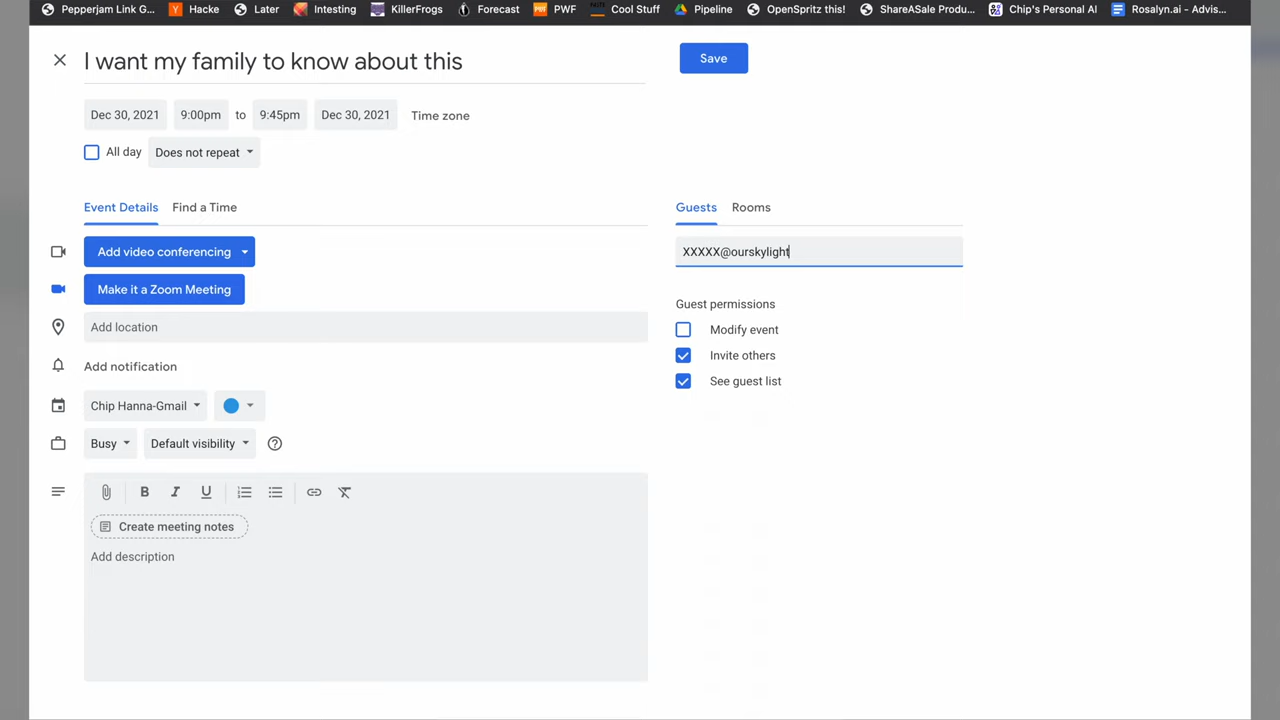 Pepperjam Link G... Hacke Later Intesting KillerFrogs Forecast PWF Cool Stuff Pipeline OpenSpritz this! ShareASale Produ... Chip's Personal AI Rosalyn.ai - Advis...
I want my family to know about this
Save
Dec 30, 2021 9:00pm to 9:45pm Dec 30, 2021 Time zone
All day Does not repeat
Event Details Find a Time
Guests Rooms
Add video conferencing
XXXXX@ourskylight
Make it a Zoom Meeting
Guest permissions
Add location
Modify event
Invite others
Add notification
See guest list
Chip Hanna-Gmail
Busy Default visibility
B I U
Create meeting notes
Add description